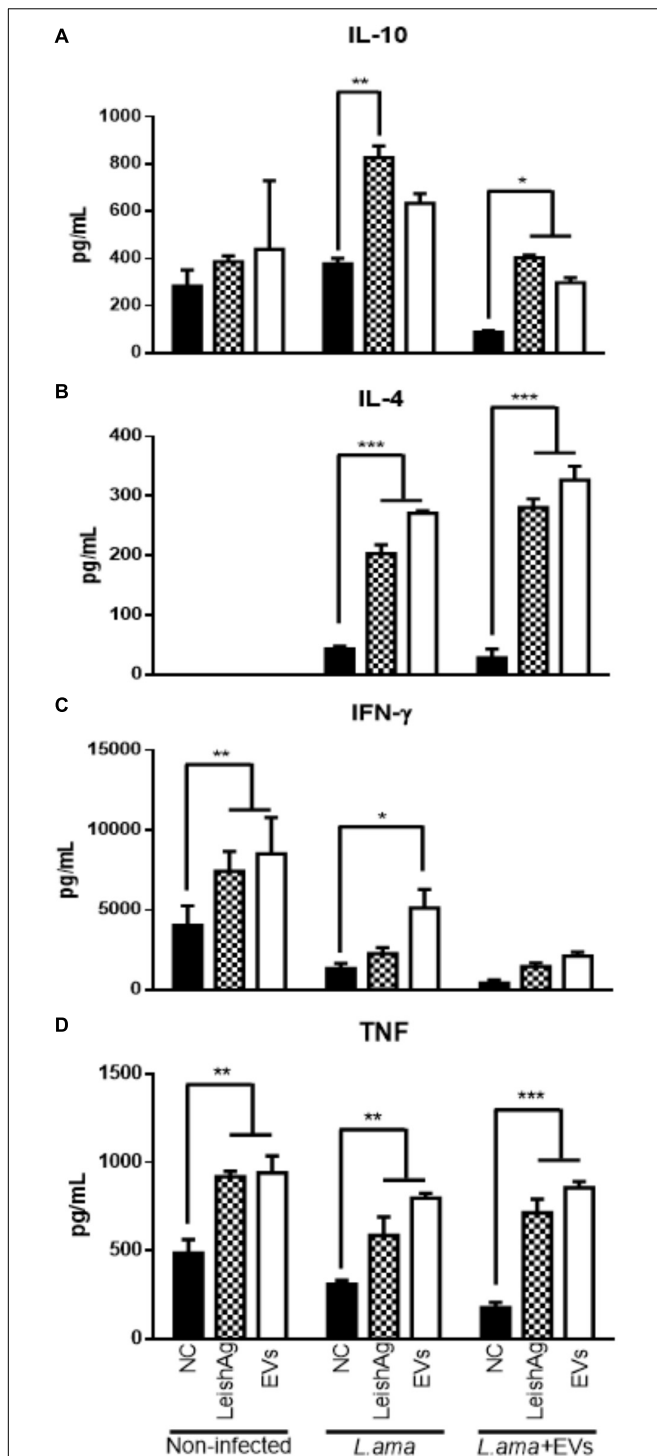 A
IL-10
**
*
1000
800
600
400
200
0
pg/mL
B
IL-4
***
***
400
300
200
100
0
pg/mL
C
IFN-γ
**
*
15000
10000
5000
0
pg/mL
D
TNF
**
**
***
1500
1000
500
0
pg/mL
NC LeishAg EVs NC LeishAg EVs NC LeishAg EVs
Non-infected L.ama L.ama+EVs